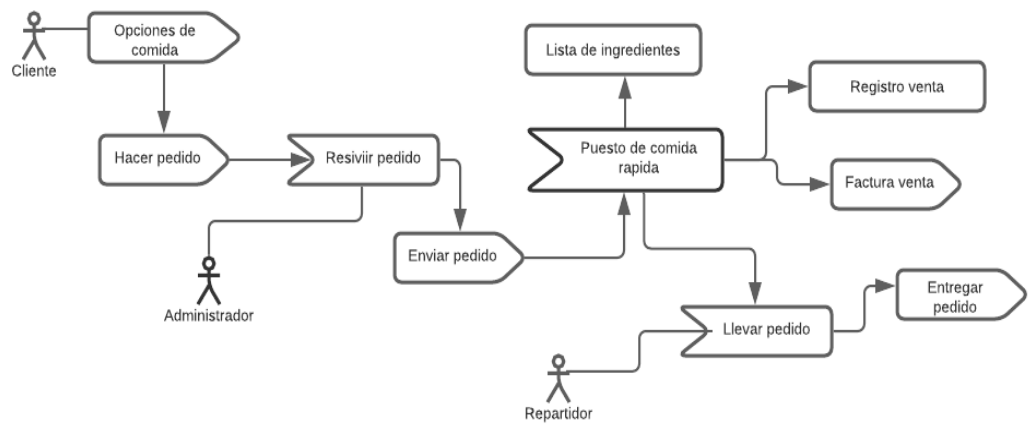 Opciones de
comida
Cliente
Hacer pedido
Resiviir pedido
Administrador
Enviar pedido
Lista de ingredientes
Puesto de comida
rapida
Registro venta
Factura venta
Llevar pedido
Entregar
pedido
Repartidor